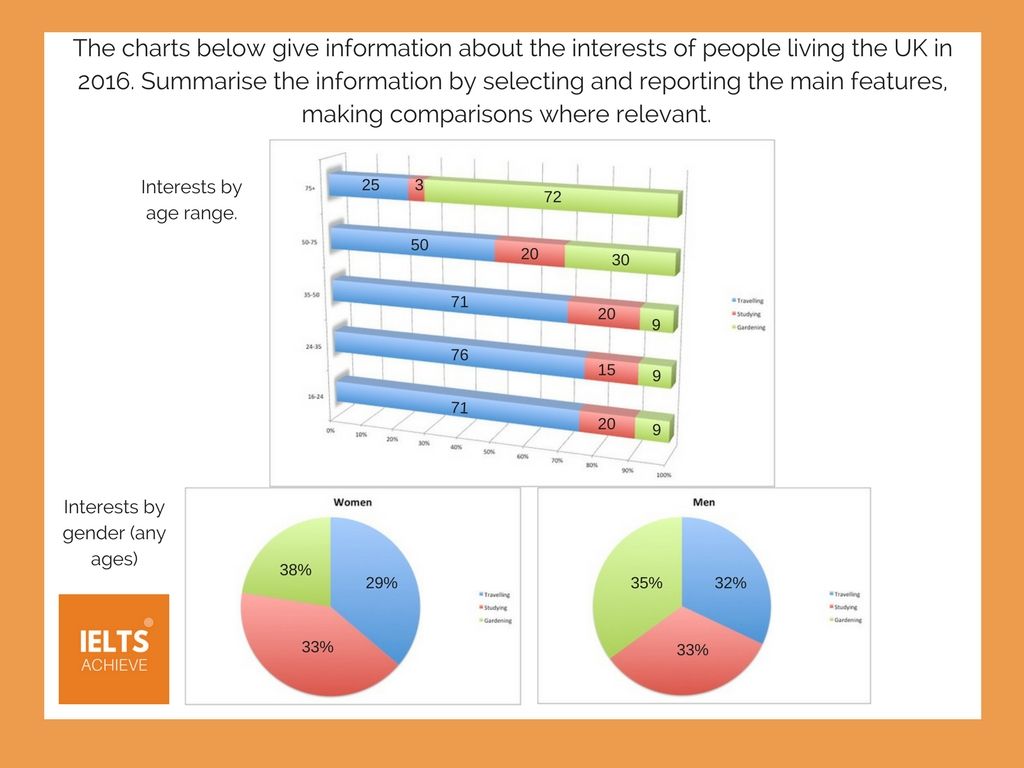 The charts below give information about the interests of people living the UK in
2016. Summarise the information by selecting and reporting the main features,
making comparisons where relevant.
Interests by
age range.
75+
25
3
72
50-75
50
20
30
35-50
71
20
9
24-35
76
15
9
16-24
71
20
9
0%
10%
20%
30%
40%
50%
60%
70%
80%
90%
100%
Travelling
Studying
Gardening
Interests by
gender (any
ages)
Women
38%
29%
33%
Travelling
Studying
Gardening
Men
35%
32%
33%
Travelling
Studying
Gardening
IELTS
ACHIEVE